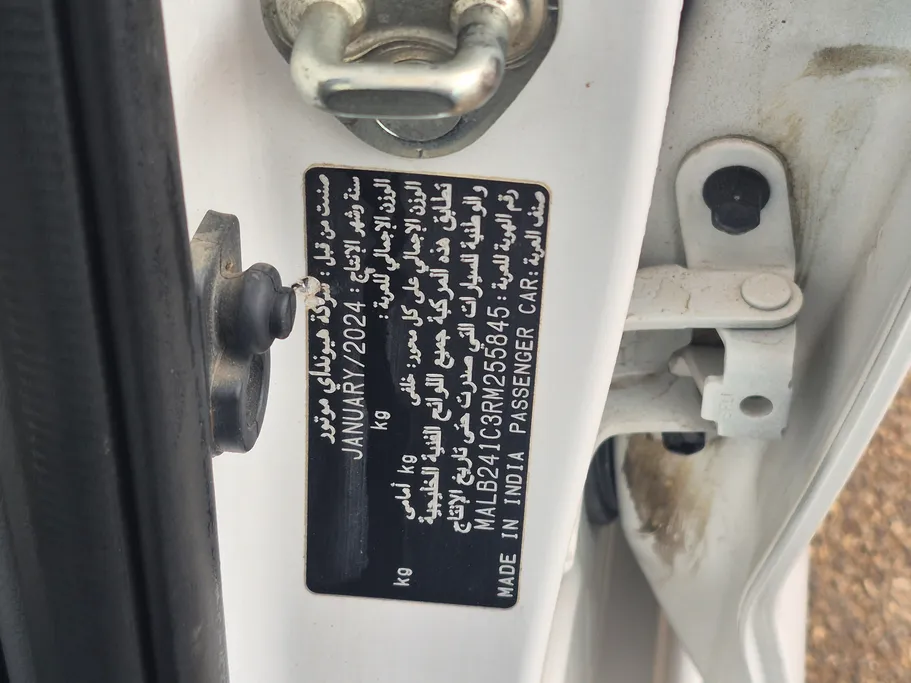 صنعت من قبل : شركة هيونداي موتور
سنة وشهر الإنتاج : JANUARY/2024
الوزن الإجمالي للعربة : kg
الوزن الإجمالي على كل محور: خلفي kg أمامي kg
تطابق هذه المركبة جميع اللوائح الفنية الخليجية
والوطنية للسيارات التي صدرت حتى تاريخ الإنتاج
رقم الهوية للعربة : MALB241C3RM255845
صنف العربة : MADE IN INDIA PASSENGER CAR